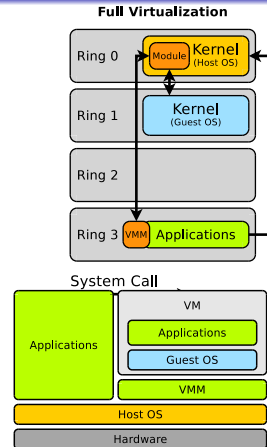 Full Virtualization
Ring 0
Module
Kernel
(Host OS)
Ring 1
Kernel
(Guest OS)
Ring 2
Ring 3
VMM
Applications
System Call
VM
Applications
Applications
Guest OS
VMM
Host OS
Hardware